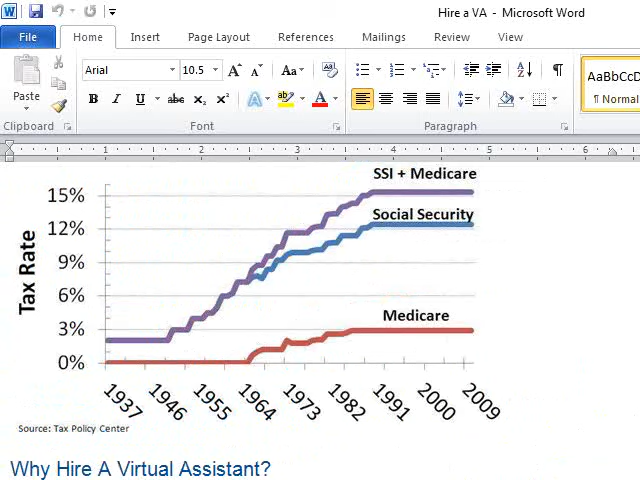 Hire a VA - Microsoft Word
File Home Insert Page Layout References Mailings Review View
Paste
Arial 10.5 A A Aa
B I U abc x₂ x² A ab A
AaBbCcD
¶ Normal
Clipboard Font Paragraph
1 2 3 4 5 6
SSI + Medicare
15%
Social Security
12%
9%
Tax Rate
6%
Medicare
3%
0%
1937 1946 1955 1964 1973 1982 1991 2000 2009
Source: Tax Policy Center
Why Hire A Virtual Assistant?